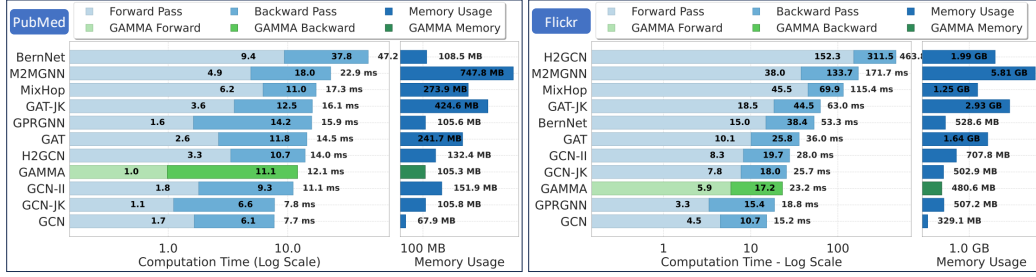 PubMed
Forward Pass Backward Pass Memory Usage
GAMMA Forward GAMMA Backward GAMMA Memory
BernNet 9.4 37.8 47.2 108.5 MB
M2MGNN 4.9 18.0 22.9 ms 747.8 MB
MixHop 6.2 11.0 17.3 ms 273.9 MB
GAT-JK 3.6 12.5 16.1 ms 424.6 MB
GPRGNN 1.6 14.2 15.9 ms 105.6 MB
GAT 2.6 11.8 14.5 ms 241.7 MB
H2GCN 3.3 10.7 14.0 ms 132.4 MB
GAMMA 1.0 11.1 12.1 ms 105.3 MB
GCN-II 1.8 9.3 11.1 ms 151.9 MB
GCN-JK 1.1 6.6 7.8 ms 105.8 MB
GCN 1.7 6.1 7.7 ms 67.9 MB
1.0 10.0 100 MB
Computation Time (Log Scale) Memory Usage
Flickr
Forward Pass Backward Pass Memory Usage
GAMMA Forward GAMMA Backward GAMMA Memory
H2GCN 152.3 311.5 463.8 1.99 GB
M2MGNN 38.0 133.7 171.7 ms 5.81 GB
MixHop 45.5 69.9 115.4 ms 1.25 GB
GAT-JK 18.5 44.5 63.0 ms 2.93 GB
BernNet 15.0 38.4 53.3 ms 528.6 MB
GAT 10.1 25.8 36.0 ms 1.64 GB
GCN-II 8.3 19.7 28.0 ms 707.8 MB
GCN-JK 7.8 18.0 25.7 ms 502.9 MB
GAMMA 5.9 17.2 23.2 ms 480.6 MB
GPRGNN 3.3 15.4 18.8 ms 507.2 MB
GCN 4.5 10.7 15.2 ms 329.1 MB
1 10 100 1.0 GB
Computation Time - Log Scale Memory Usage